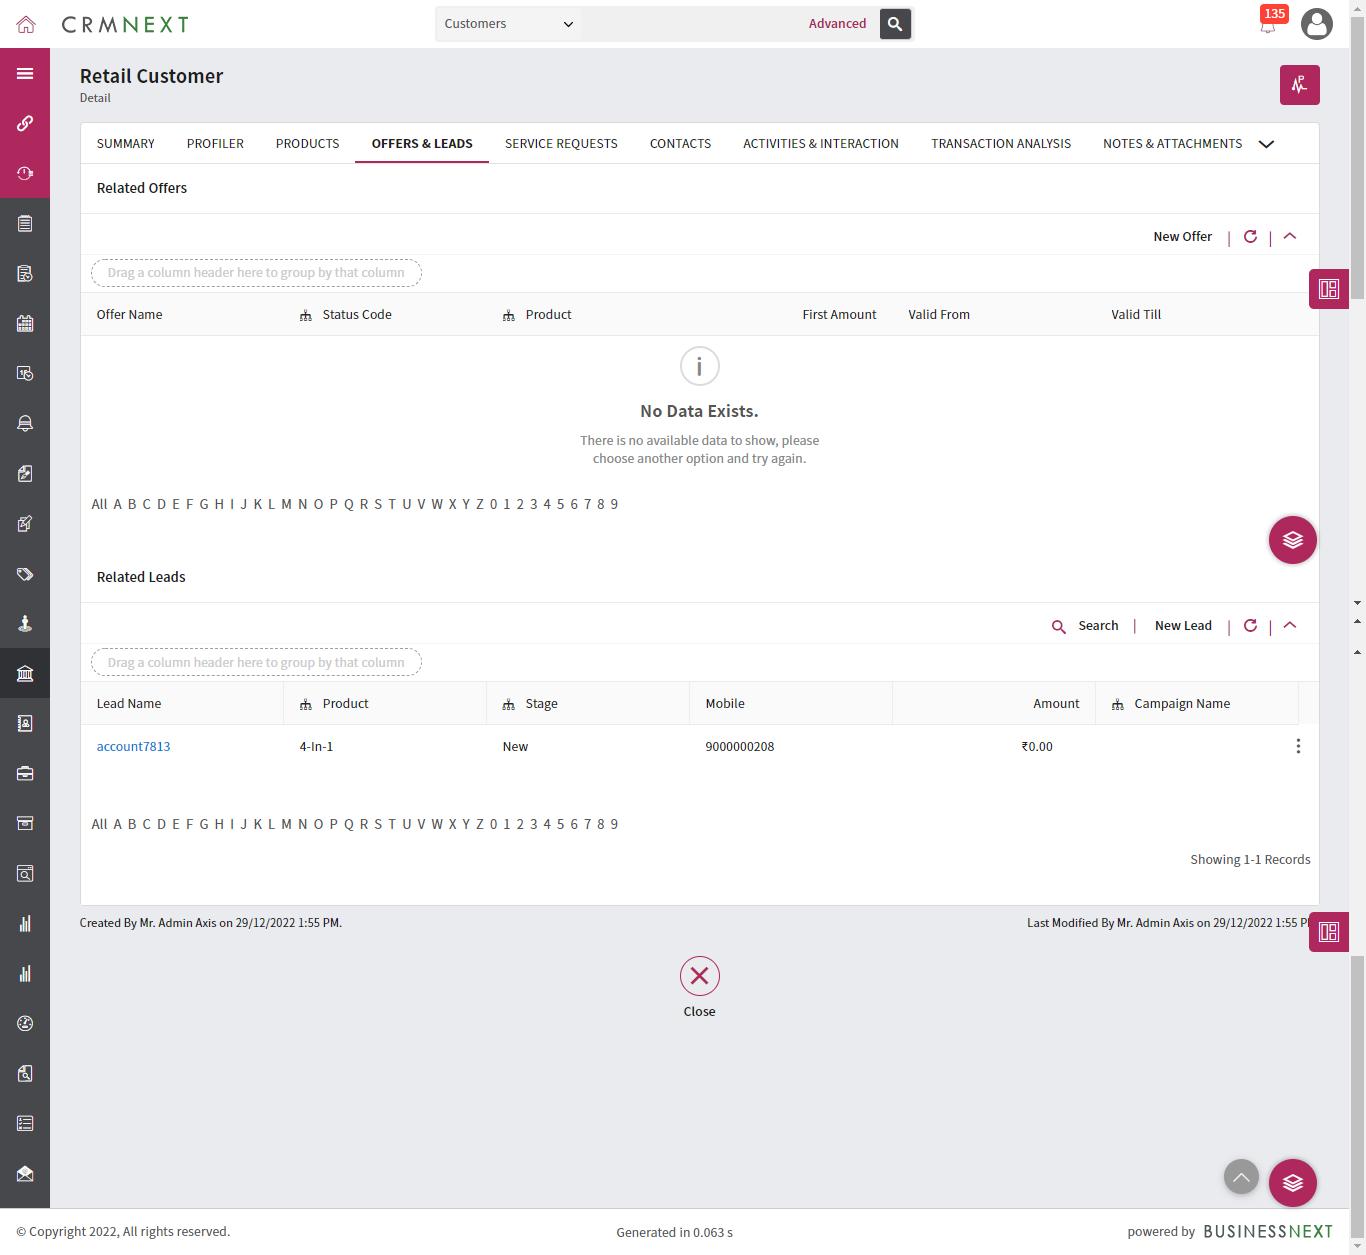 CRMNEXT
Customers
Advanced
135
Retail Customer
Detail
SUMMARY PROFILER PRODUCTS OFFERS & LEADS SERVICE REQUESTS CONTACTS ACTIVITIES & INTERACTION TRANSACTION ANALYSIS NOTES & ATTACHMENTS
Related Offers
New Offer | |
Drag a column header here to group by that column
Offer Name Status Code Product First Amount Valid From Valid Till
No Data Exists.
There is no available data to show, please
choose another option and try again.
All A B C D E F G H I J K L M N O P Q R S T U V W X Y Z 0 1 2 3 4 5 6 7 8 9
Related Leads
Search | New Lead | |
Drag a column header here to group by that column
Lead Name Product Stage Mobile Amount Campaign Name
account7813 4-In-1 New 9000000208 ₹0.00
All A B C D E F G H I J K L M N O P Q R S T U V W X Y Z 0 1 2 3 4 5 6 7 8 9
Showing 1-1 Records
Created By Mr. Admin Axis on 29/12/2022 1:55 PM.
Last Modified By Mr. Admin Axis on 29/12/2022 1:55
Close
© Copyright 2022, All rights reserved.
Generated in 0.063 s
powered by BUSINESSNEXT